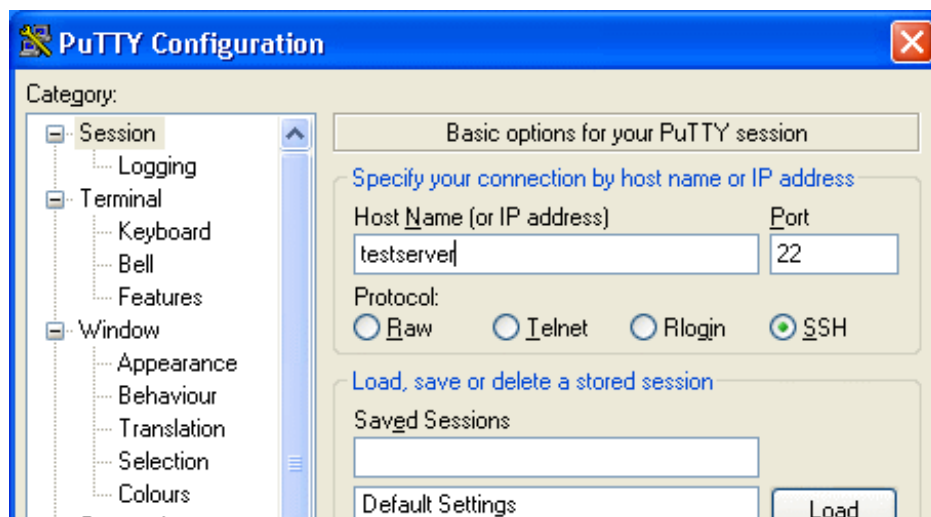 PuTTY Configuration
Category:
Session
Logging
Terminal
Keyboard
Bell
Features
Window
Appearance
Behaviour
Translation
Selection
Colours
Basic options for your PuTTY session
Specify your connection by host name or IP address
Host Name (or IP address)
Port
testserver
22
Protocol:
Raw
Telnet
Rlogin
SSH
Load, save or delete a stored session
Saved Sessions
Default Settings
Load